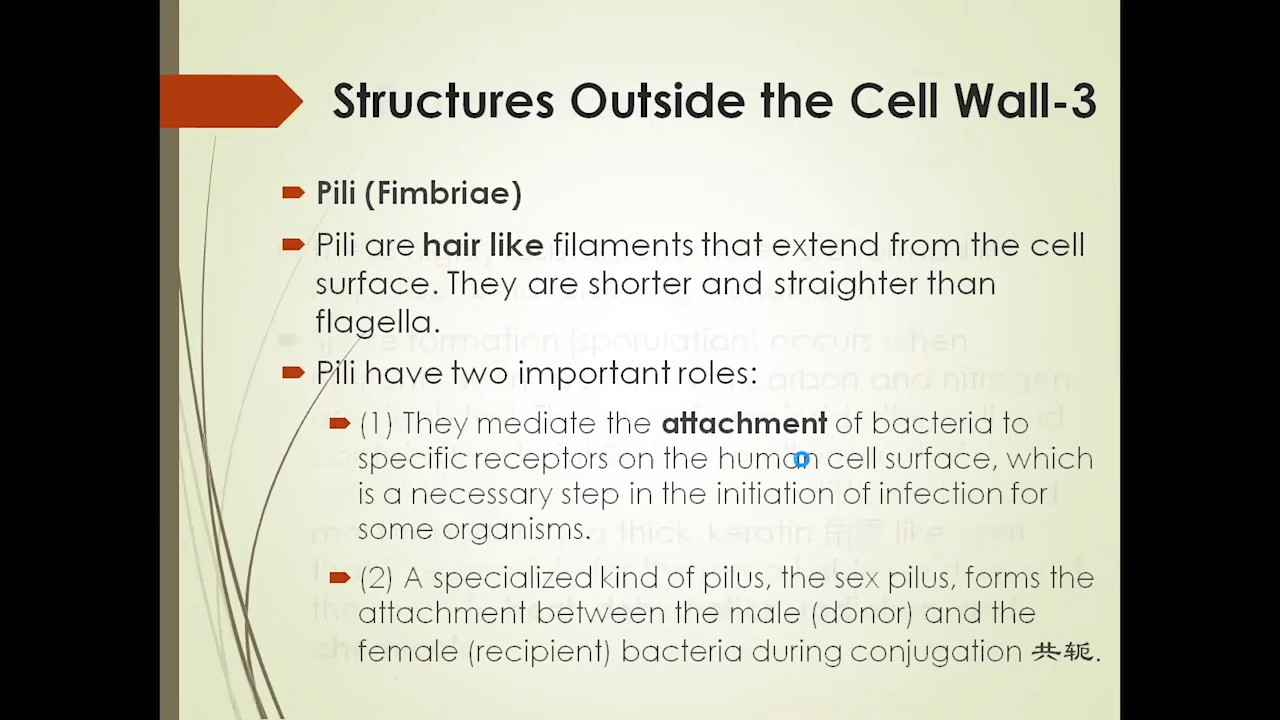 Structures Outside the Cell Wall-3
Pili (Fimbriae)
Pili are hair like filaments that extend from the cell
surface. They are shorter and straighter than
flagella.
Pili have two important roles:
(1) They mediate the attachment of bacteria to
specific receptors on the human cell surface, which
is a necessary step in the initiation of infection for
some organisms.
(2) A specialized kind of pilus, the sex pilus, forms the
attachment between the male (donor) and the
female (recipient) bacteria during conjugation 共轭.